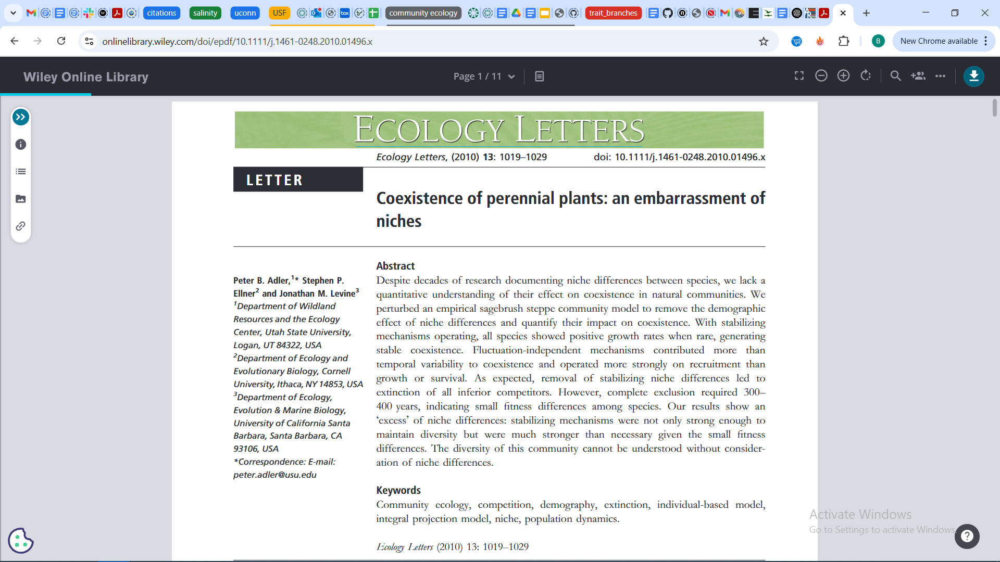 citations
salinity
uconn
USF
community ecology
trait_branches
onlinelibrary.wiley.com/doi/epdf/10.1111/j.1461-0248.2010.01496.x
B
New Chrome available
Wiley Online Library
Page 1 / 11
ECOLOGY LETTERS
Ecology Letters, (2010) 13: 1019–1029
doi: 10.1111/j.1461-0248.2010.01496.x
LETTER
Coexistence of perennial plants: an embarrassment of
niches
Peter B. Adler,1* Stephen P.
Ellner2 and Jonathan M. Levine3
1Department of Wildland
Resources and the Ecology
Center, Utah State University,
Logan, UT 84322, USA
2Department of Ecology and
Evolutionary Biology, Cornell
University, Ithaca, NY 14853, USA
3Department of Ecology,
Evolution & Marine Biology,
University of California Santa
Barbara, Santa Barbara, CA
93106, USA
*Correspondence: E-mail:
peter.adler@usu.edu
Abstract
Despite decades of research documenting niche differences between species, we lack a
quantitative understanding of their effect on coexistence in natural communities. We
perturbed an empirical sagebrush steppe community model to remove the demographic
effect of niche differences and quantify their impact on coexistence. With stabilizing
mechanisms operating, all species showed positive growth rates when rare, generating
stable coexistence. Fluctuation-independent mechanisms contributed more than
temporal variability to coexistence and operated more strongly on recruitment than
growth or survival. As expected, removal of stabilizing niche differences led to
extinction of all inferior competitors. However, complete exclusion required 300–
400 years, indicating small fitness differences among species. Our results show an
‘excess’ of niche differences: stabilizing mechanisms were not only strong enough to
maintain diversity but were much stronger than necessary given the small fitness
differences. The diversity of this community cannot be understood without consider-
ation of niche differences.
Keywords
Community ecology, competition, demography, extinction, individual-based model,
integral projection model, niche, population dynamics.
Ecology Letters (2010) 13: 1019–1029
Activate Windows
Go to Settings to activate Windows.